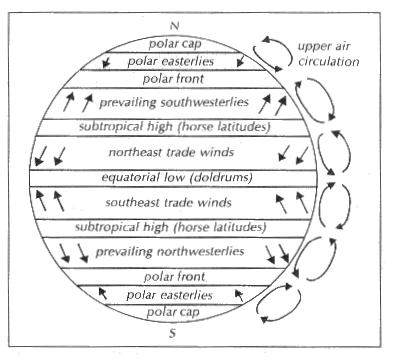 N
polar cap
upper air
circulation
polar easterlies
polar front
prevailing southwesterlies
subtropical high (horse latitudes)
northeast trade winds
equatorial low (doldrums)
southeast trade winds
subtropical high (horse latitudes)
prevailing northwesterlies
polar front
polar easterlies
polar cap
S